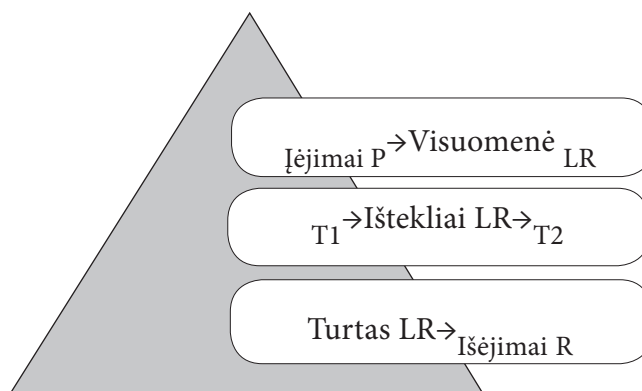 Įėjimai P→Visuomenė LR
T1→Ištekliai LR→T2
Turtas LR→Išėjimai R